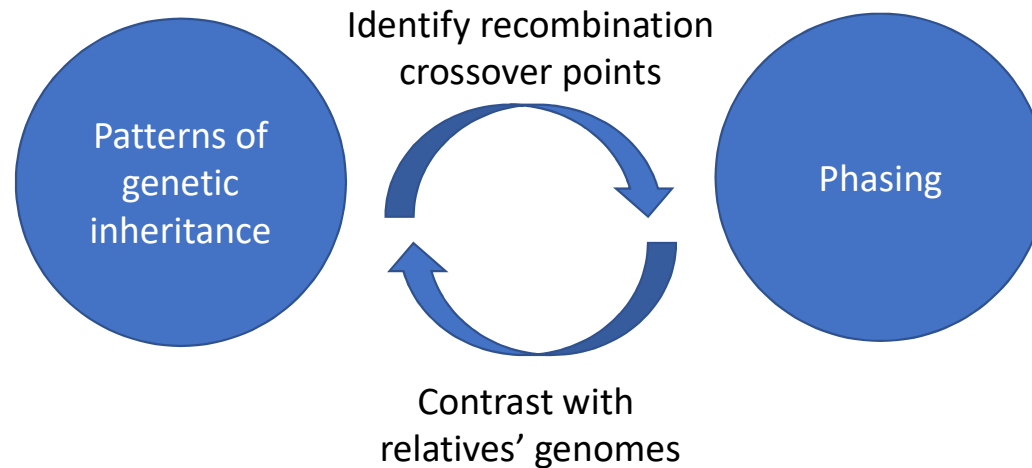 Identify recombination
crossover points
Patterns of
genetic
inheritance
Phasing
Contrast with
relatives’ genomes